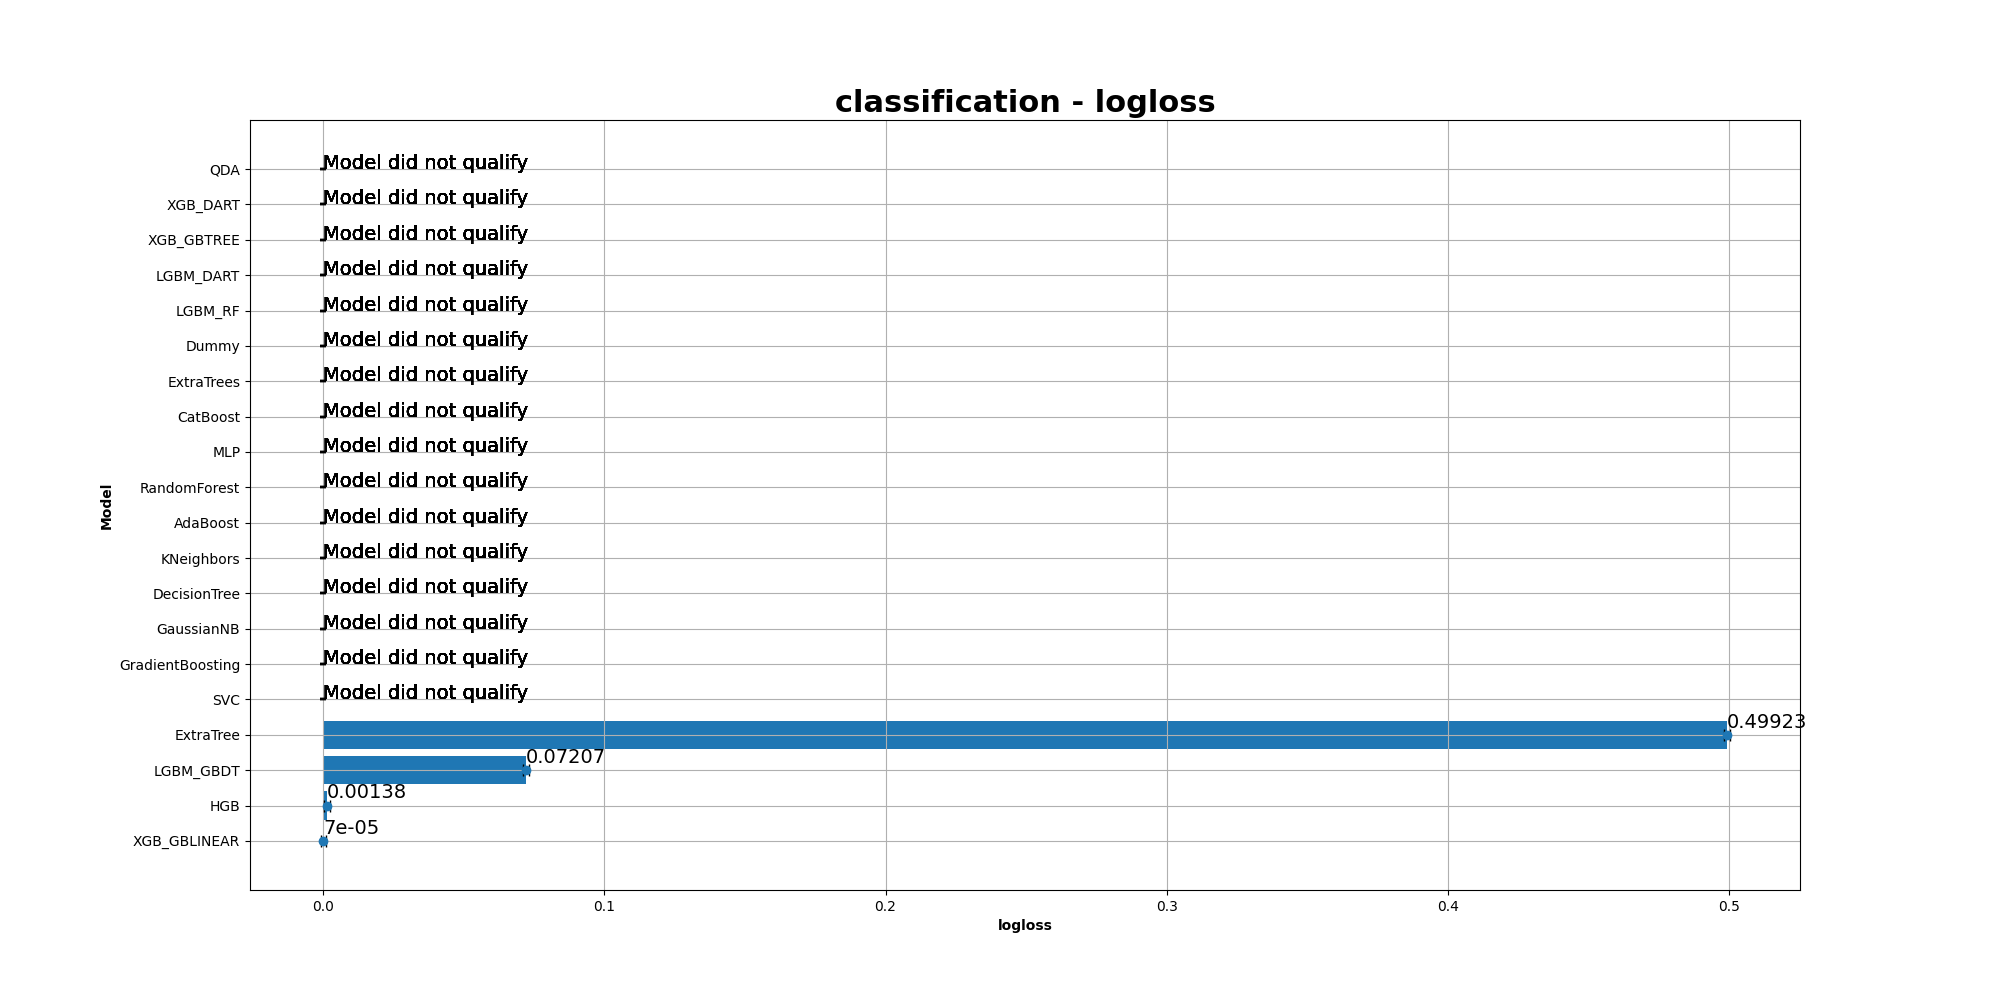 classification - logloss
Model
QDA Model did not qualify
XGB_DART Model did not qualify
XGB_GBTREE Model did not qualify
LGBM_DART Model did not qualify
LGBM_RF Model did not qualify
Dummy Model did not qualify
ExtraTrees Model did not qualify
CatBoost Model did not qualify
MLP Model did not qualify
RandomForest Model did not qualify
AdaBoost Model did not qualify
KNeighbors Model did not qualify
DecisionTree Model did not qualify
GaussianNB Model did not qualify
GradientBoosting Model did not qualify
SVC Model did not qualify
ExtraTree 0.49923
LGBM_GBDT 0.07207
HGB 0.00138
XGB_GBLINEAR 7e-05
0.0 0.1 0.2 0.3 0.4 0.5
logloss